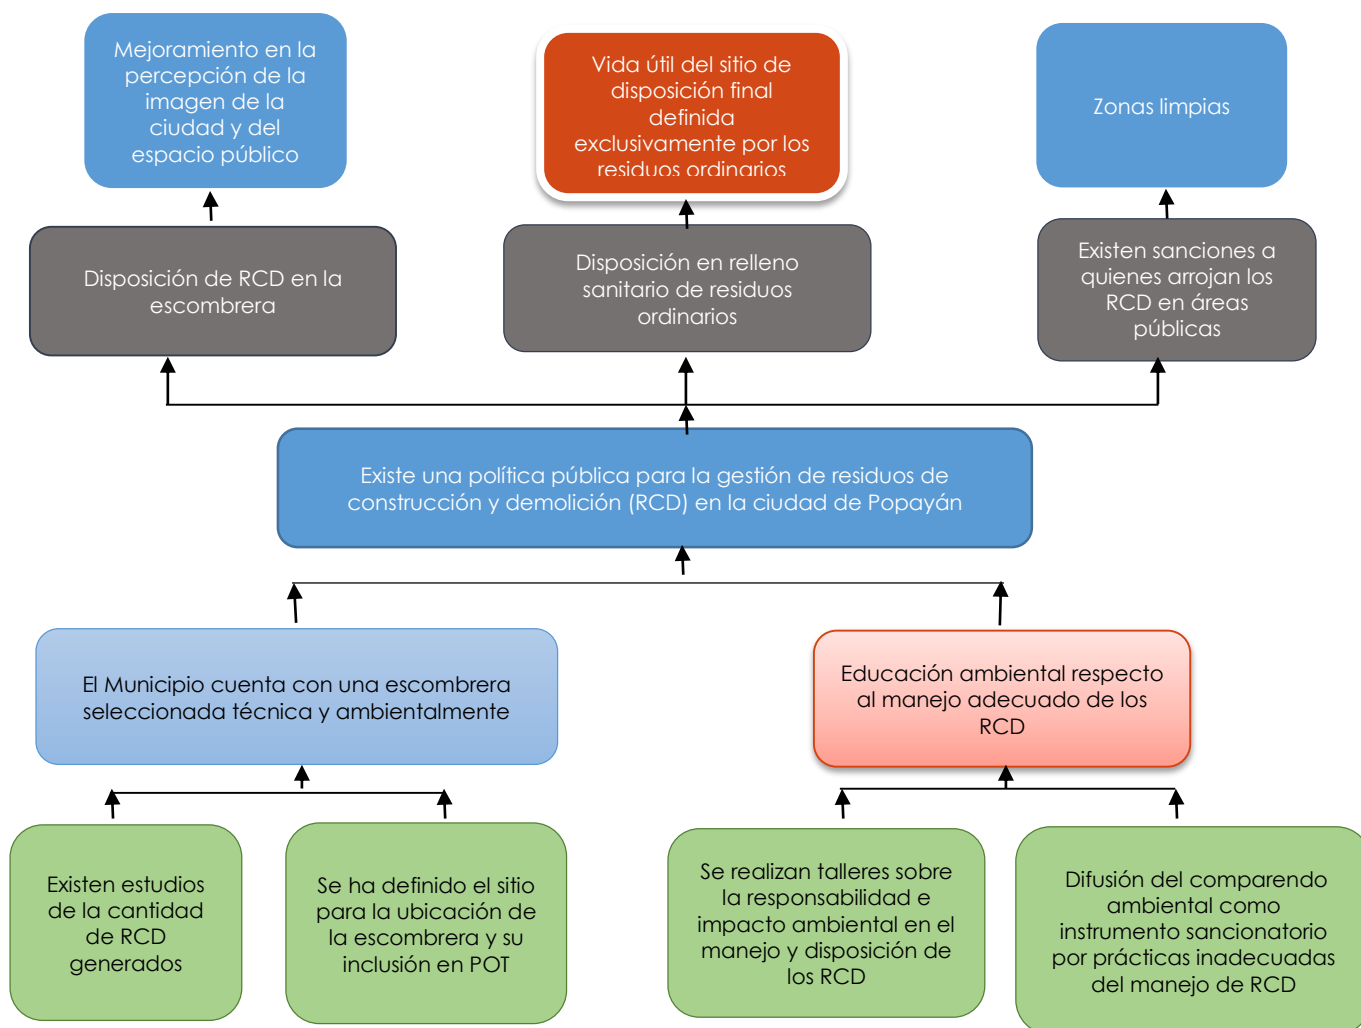 Mejoramiento en la
percepción de la
imagen de la
ciudad y del
espacio público
Vida útil del sitio de
disposición final
definida
exclusivamente por los
residuos ordinarios
Zonas limpias
Disposición de RCD en la
escombrera
Disposición en relleno
sanitario de residuos
ordinarios
Existen sanciones a
quienes arrojan los
RCD en áreas
públicas
Existe una política pública para la gestión de residuos de
construcción y demolición (RCD) en la ciudad de Popayán
El Municipio cuenta con una escombrera
seleccionada técnica y ambientalmente
Educación ambiental respecto
al manejo adecuado de los
RCD
Existen estudios
de la cantidad
de RCD
generados
Se ha definido el sitio
para la ubicación de
la escombrera y su
inclusión en POT
Se realizan talleres sobre
la responsabilidad e
impacto ambiental en el
manejo y disposición de
los RCD
Difusión del comparendo
ambiental como
instrumento sancionatorio
por prácticas inadecuadas
del manejo de RCD